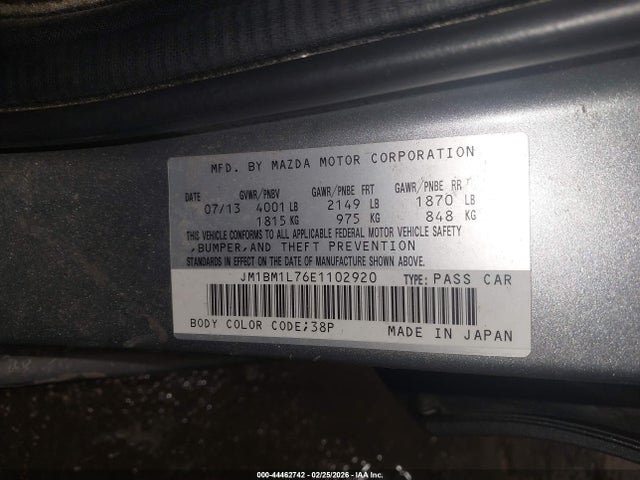 MFD. BY MAZDA MOTOR CORPORATION
DATE GVWR/PNBV GAWR/PNBE FRT GAWR/PNBE RR
07/13 4001 LB 2149 LB 1870 LB
1815 KG 975 KG 848 KG
THIS VEHICLE CONFORMS TO ALL APPLICABLE FEDERAL MOTOR VEHICLE SAFETY
,BUMPER,AND THEFT PREVENTION
STANDARDS IN EFFECT ON THE DATE OF MANUFACTURE SHOWN ABOVE.
JM1BM1L76E1102920 TYPE: PASS CAR
BODY COLOR CODE;38P MADE IN JAPAN
000-44462742 / 02/25/2026 - IAA Inc.